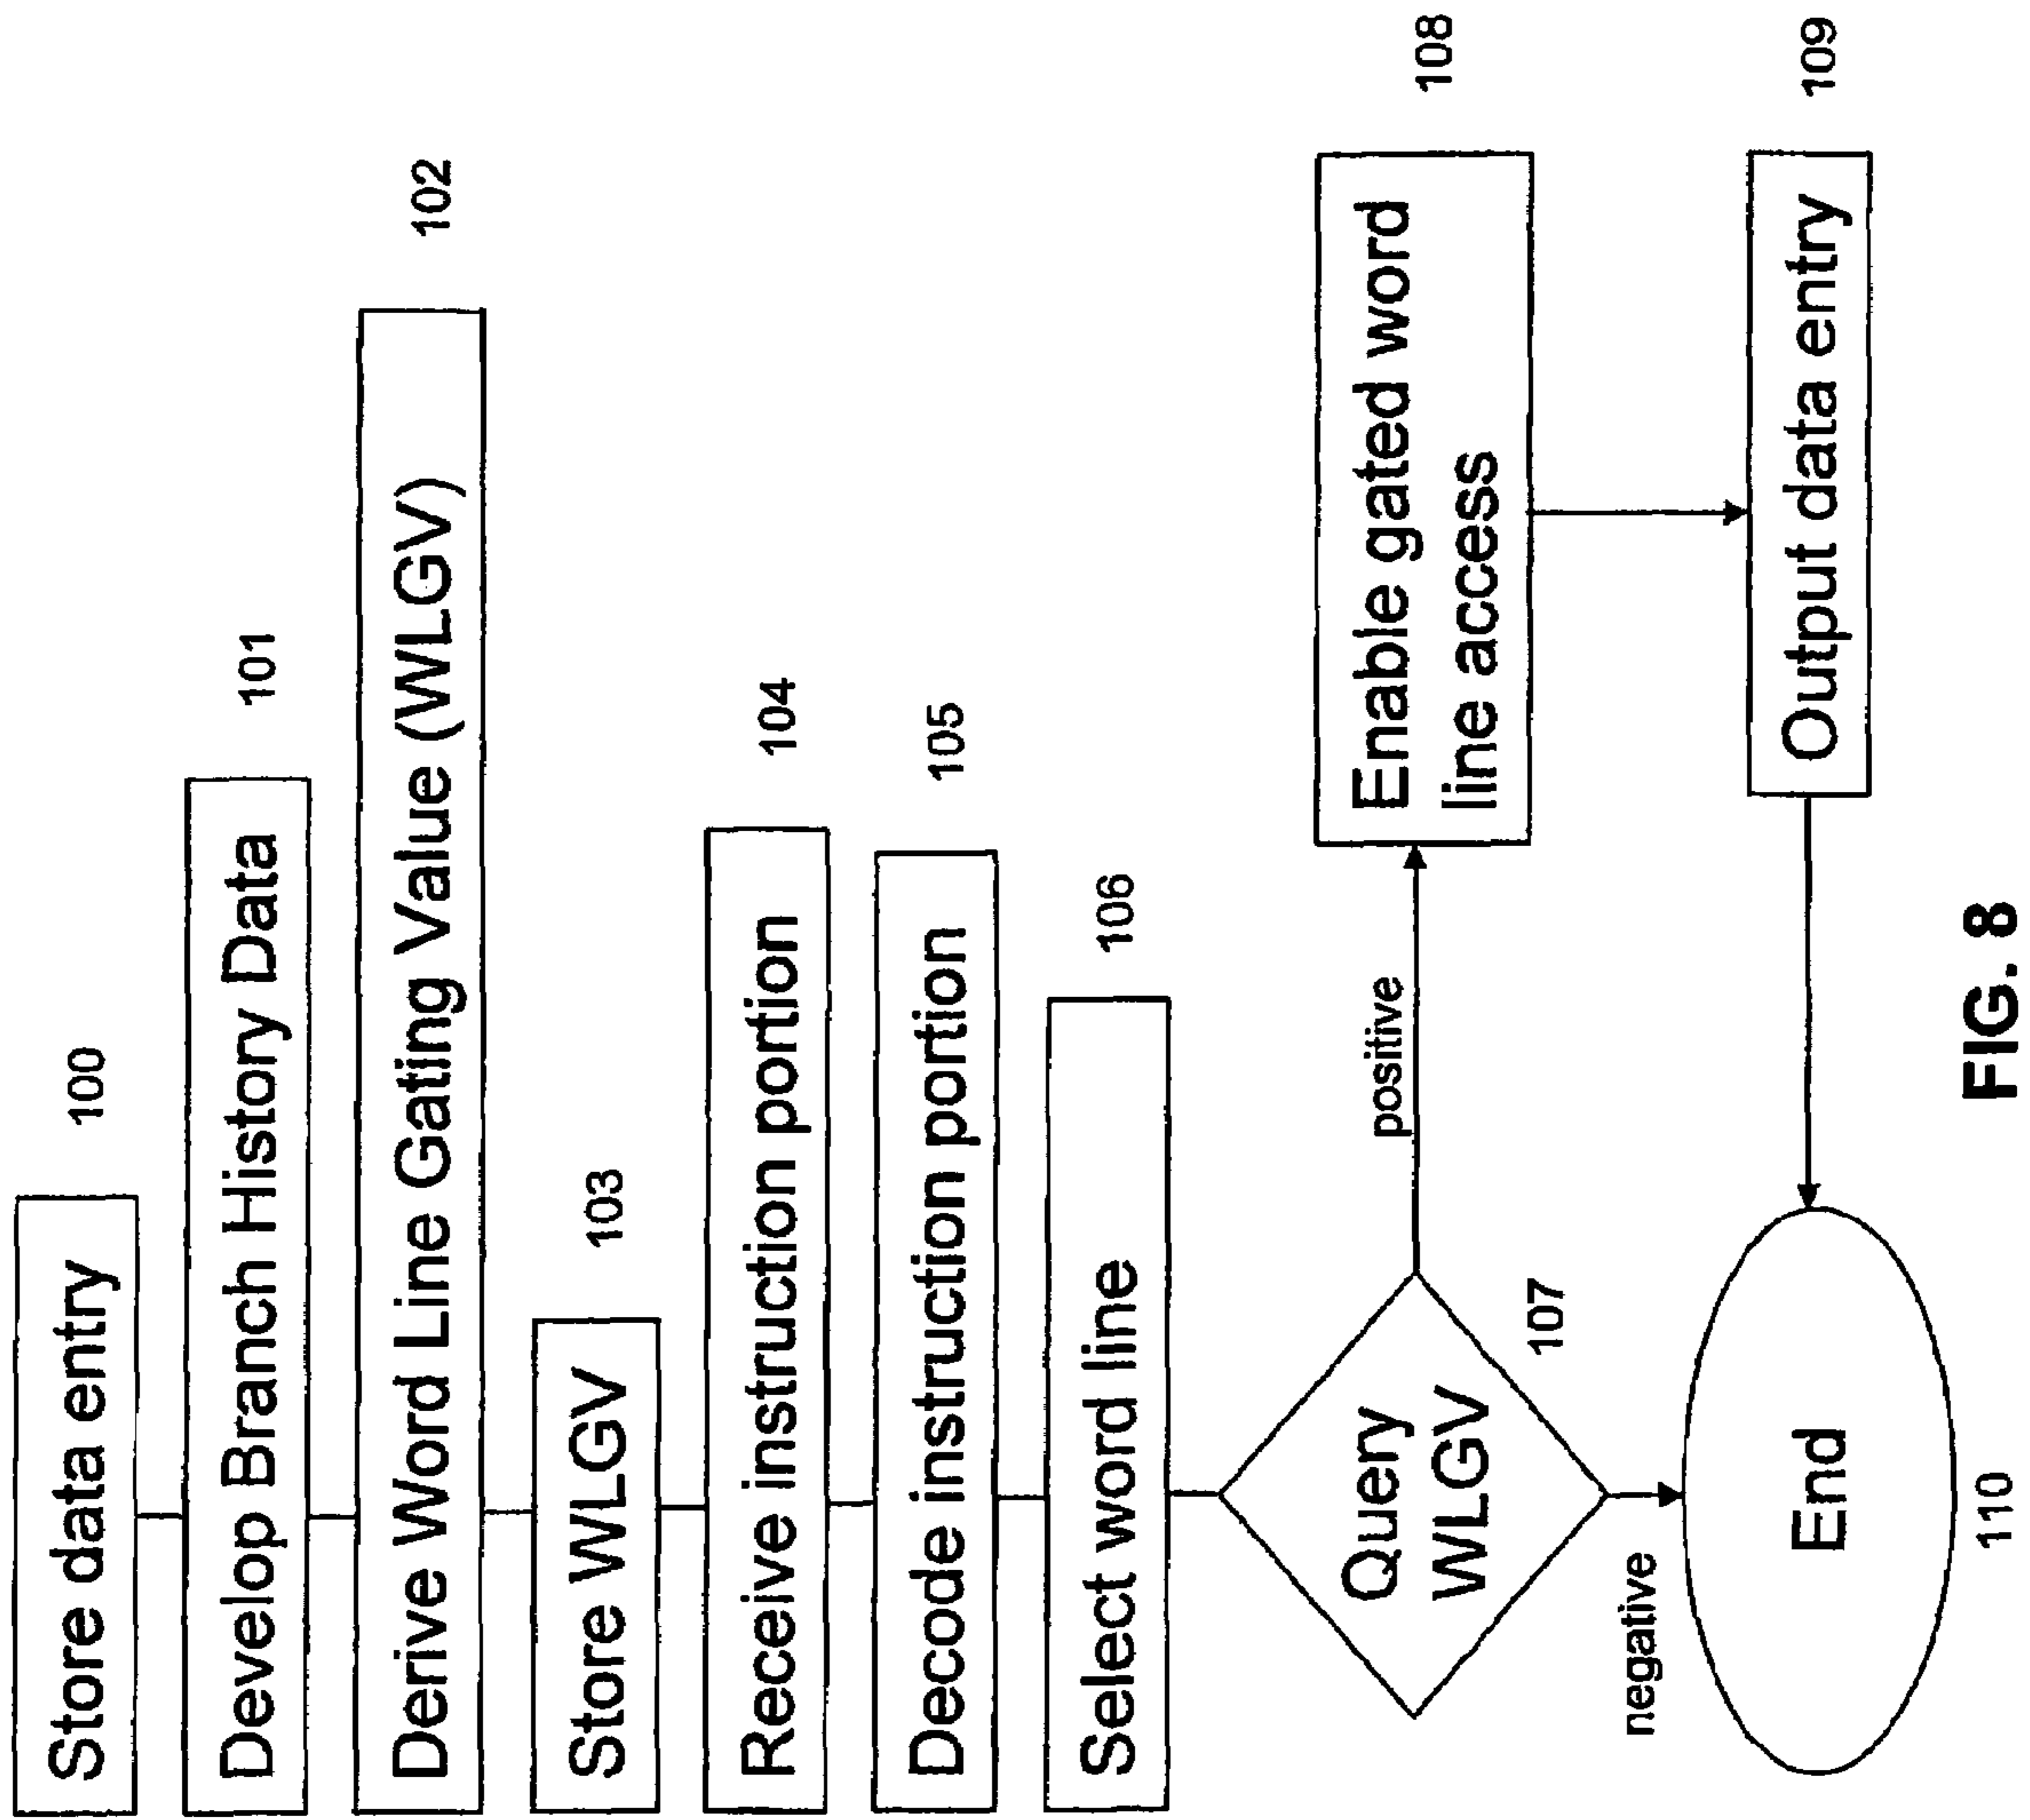 Store data entry
100
Develop Branch History Data
101
Derive Word Line Gating Value (WLGV)
102
Store WLGV
103
Receive instruction portion
104
Decode instruction portion
105
Select word line
106
Query
WLGV
107
positive
Enable gated word
line access
108
negative
End
110
Output data entry
109
FIG. 8